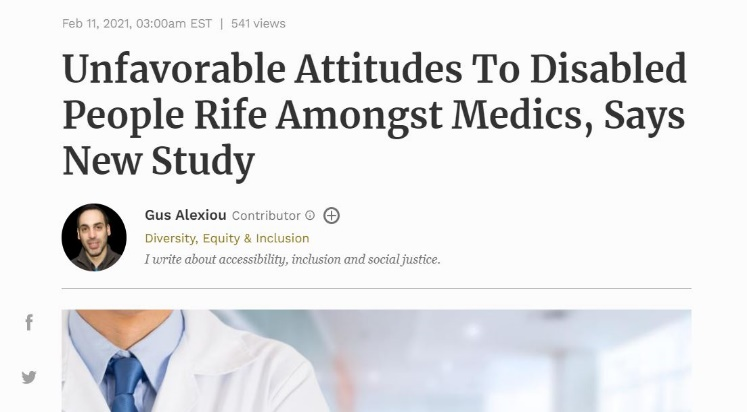 Feb 11, 2021, 03:00am EST | 541 views
Unfavorable Attitudes To Disabled
People Rife Amongst Medics, Says
New Study
Gus Alexiou Contributor
Diversity, Equity & Inclusion
I write about accessibility, inclusion and social justice.